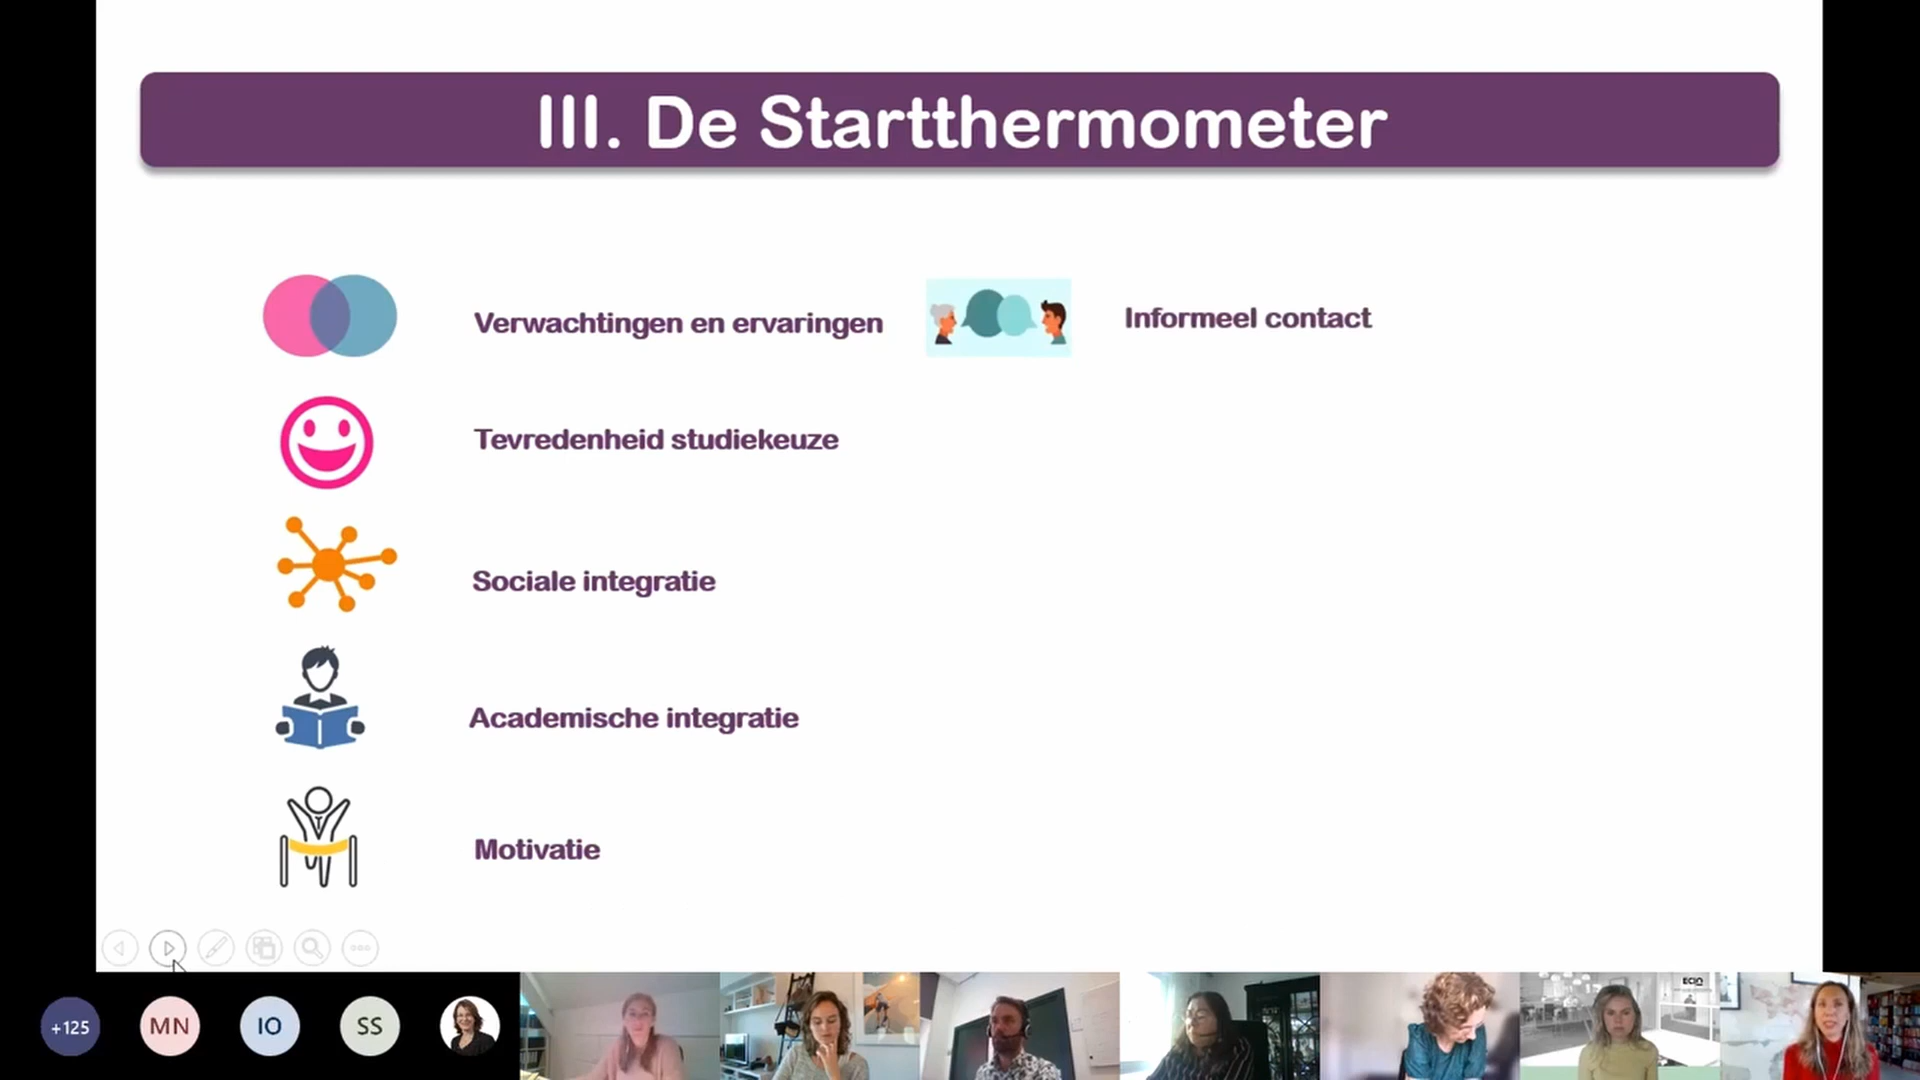 III. De Startthermometer
Verwachtingen en ervaringen
Informeel contact
Tevredenheid studiekeuze
Sociale integratie
Academische integratie
Motivatie
+125
MN
IO
SS
ECIO